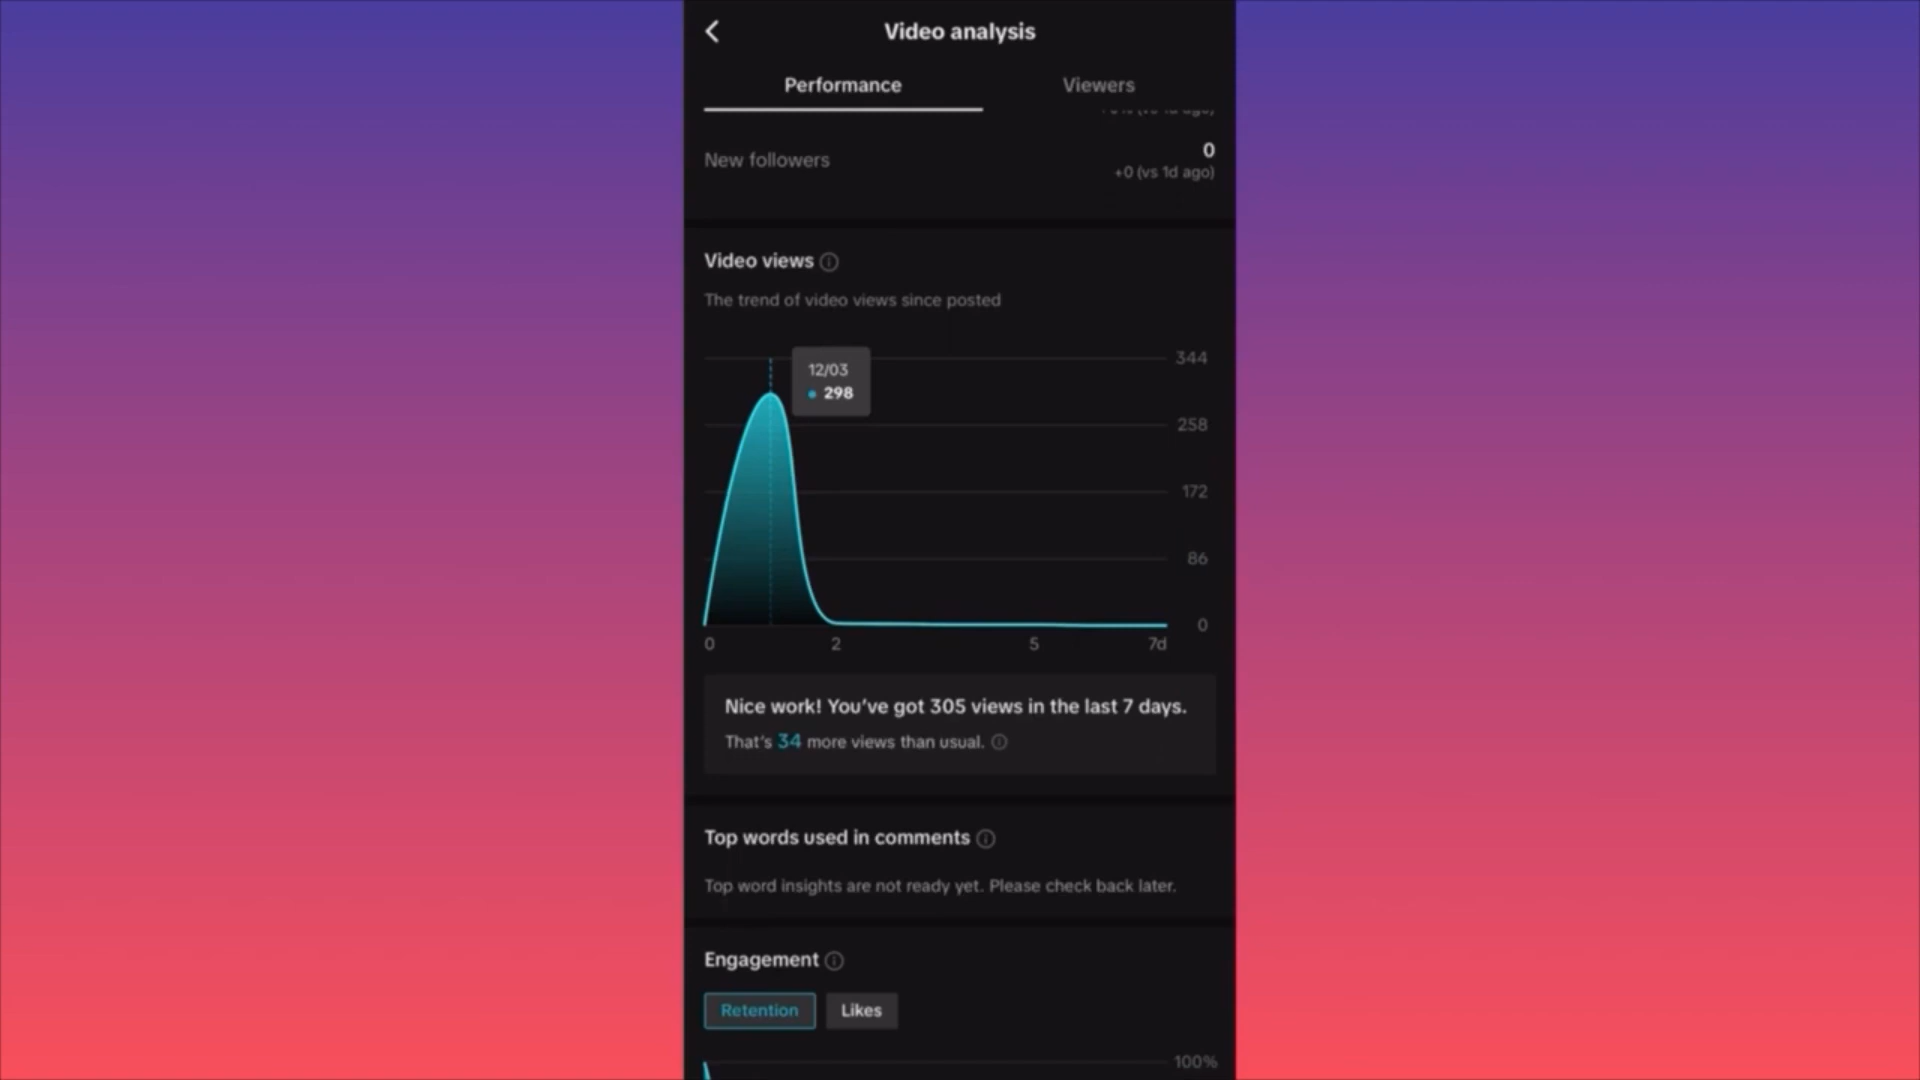 Video analysis
Performance
Viewers
New followers
0
+0 (vs 1d ago)
Video views
The trend of video views since posted
12/03
298
344
258
172
86
0
0 2 5 7d
Nice work! You've got 305 views in the last 7 days.
That's 34 more views than usual.
Top words used in comments
Top word insights are not ready yet. Please check back later.
Engagement
Retention
Likes
100%